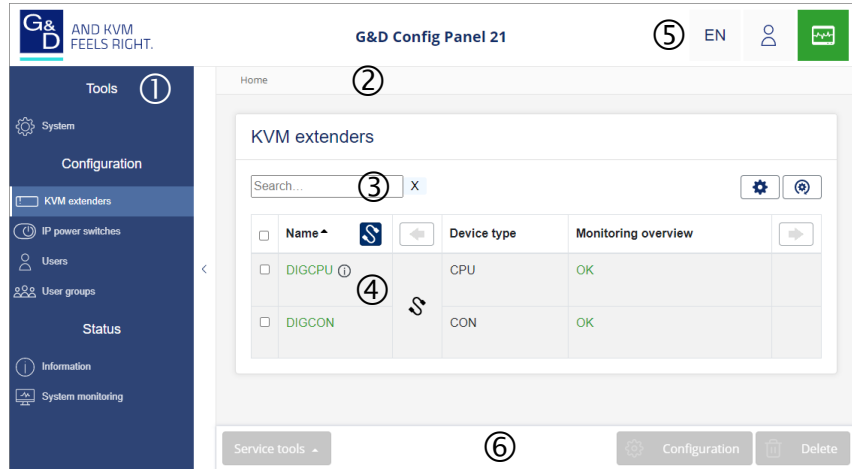 G&
D
AND KVM
FEELS RIGHT.
G&D Config Panel 21
⑤
EN
Tools
①
Home
②
System
Configuration
KVM extenders
IP power switches
Users
User groups
Status
Information
System monitoring
KVM extenders
Search...
③
X
Name
Device type
Monitoring overview
DIGCPU
④
CPU
OK
DIGCON
CON
OK
Service tools
⑥
Configuration
Delete